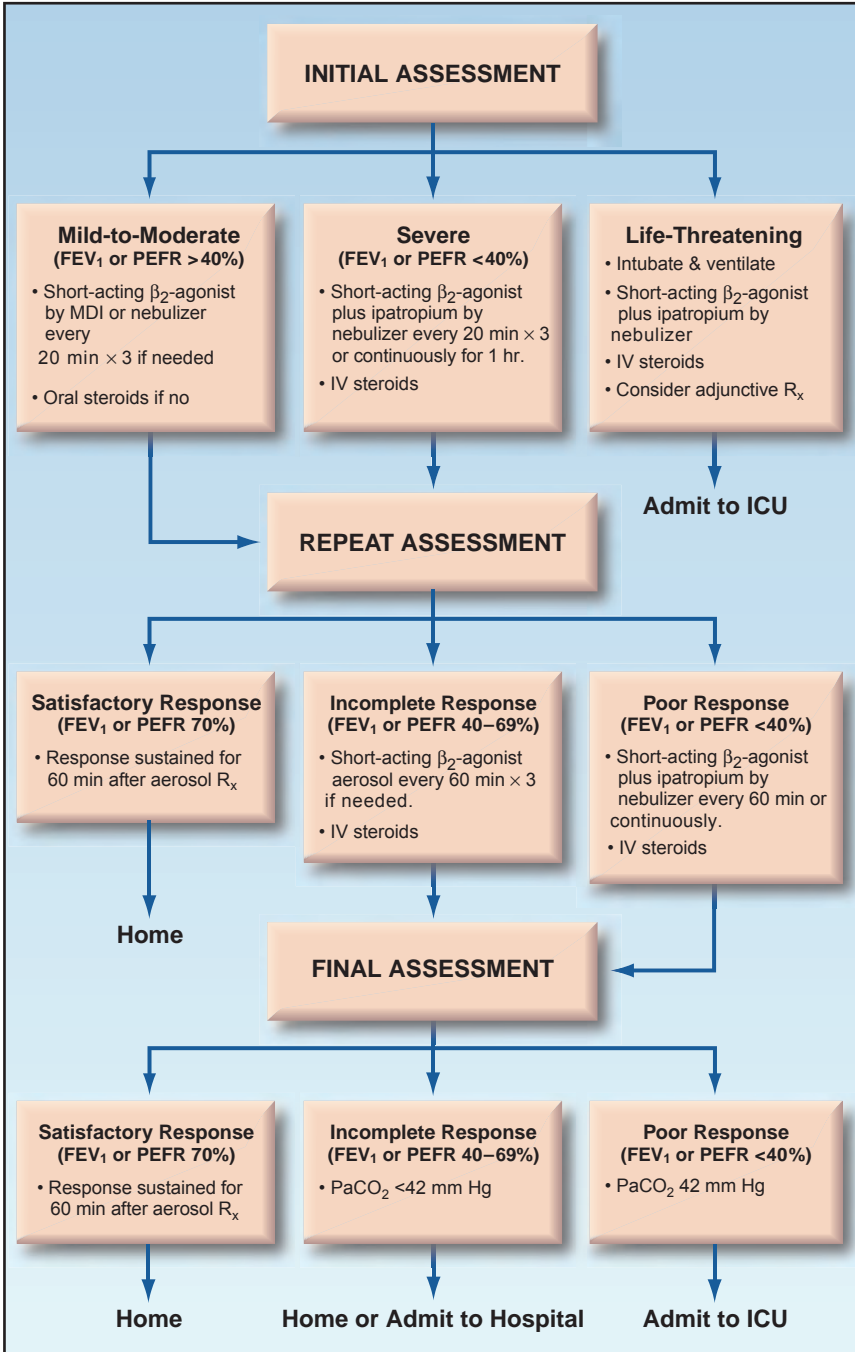 INITIAL ASSESSMENT
Mild-to-Moderate
(FEV₁ or PEFR >40%)
• Short-acting β₂-agonist
by MDI or nebulizer
every
20 min × 3 if needed
• Oral steroids if no
Severe
(FEV₁ or PEFR <40%)
• Short-acting β₂-agonist
plus ipatropium by
nebulizer every 20 min × 3
or continuously for 1 hr.
• IV steroids
Life-Threatening
• Intubate & ventilate
• Short-acting β₂-agonist
plus ipatropium by
nebulizer
• IV steroids
• Consider adjunctive Rₓ
Admit to ICU
REPEAT ASSESSMENT
Satisfactory Response
(FEV₁ or PEFR 70%)
• Response sustained for
60 min after aerosol Rₓ
Home
Incomplete Response
(FEV₁ or PEFR 40–69%)
• Short-acting β₂-agonist
aerosol every 60 min × 3
if needed.
• IV steroids
Poor Response
(FEV₁ or PEFR <40%)
• Short-acting β₂-agonist
plus ipatropium by
nebulizer every 60 min or
continuously.
• IV steroids
FINAL ASSESSMENT
Satisfactory Response
(FEV₁ or PEFR 70%)
• Response sustained for
60 min after aerosol Rₓ
Home
Incomplete Response
(FEV₁ or PEFR 40–69%)
• PaCO₂ <42 mm Hg
Home or Admit to Hospital
Poor Response
(FEV₁ or PEFR <40%)
• PaCO₂ 42 mm Hg
Admit to ICU